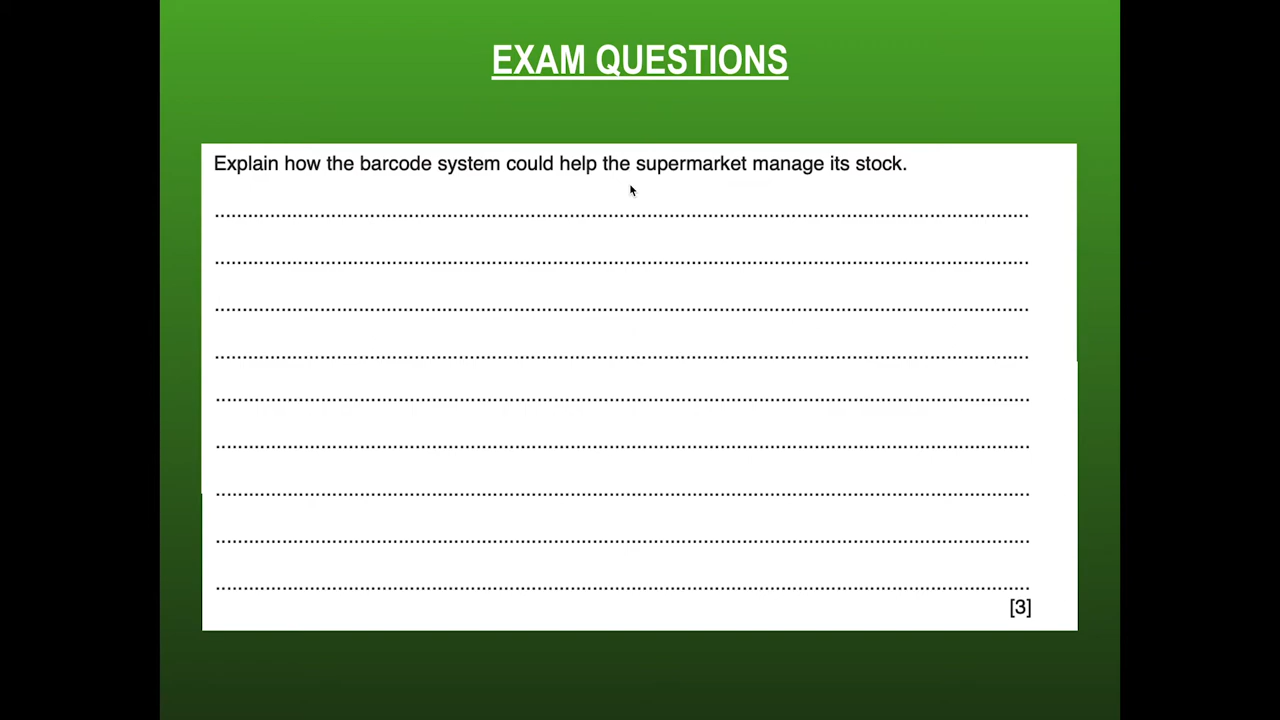 EXAM QUESTIONS
Explain how the barcode system could help the supermarket manage its stock.
[3]